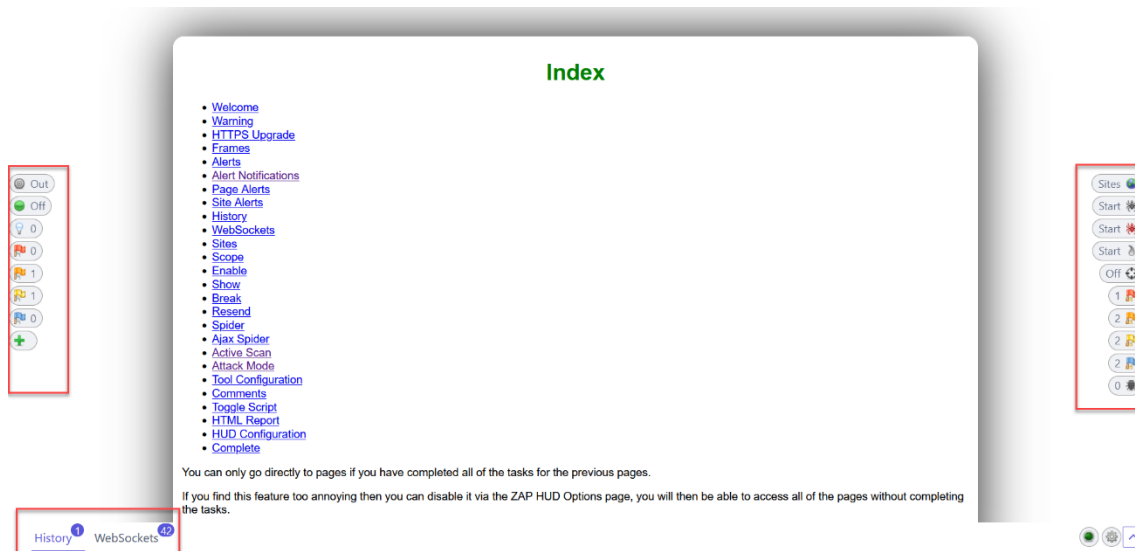 Index
Welcome
Warning
HTTPS Upgrade
Frames
Alerts
Alert Notifications
Page Alerts
Site Alerts
History
WebSockets
Sites
Scope
Enable
Show
Break
Resend
Spider
Ajax Spider
Active Scan
Attack Mode
Tool Configuration
Comments
Toggle Script
HTML Report
HUD Configuration
Complete
You can only go directly to pages if you have completed all of the tasks for the previous pages.
If you find this feature too annoying then you can disable it via the ZAP HUD Options page, you will then be able to access all of the pages without completing
the tasks.
Out
Off
0
0
1
1
0
Sites
Start
Start
Start
Off
1
2
2
2
0
History 1 WebSockets 42